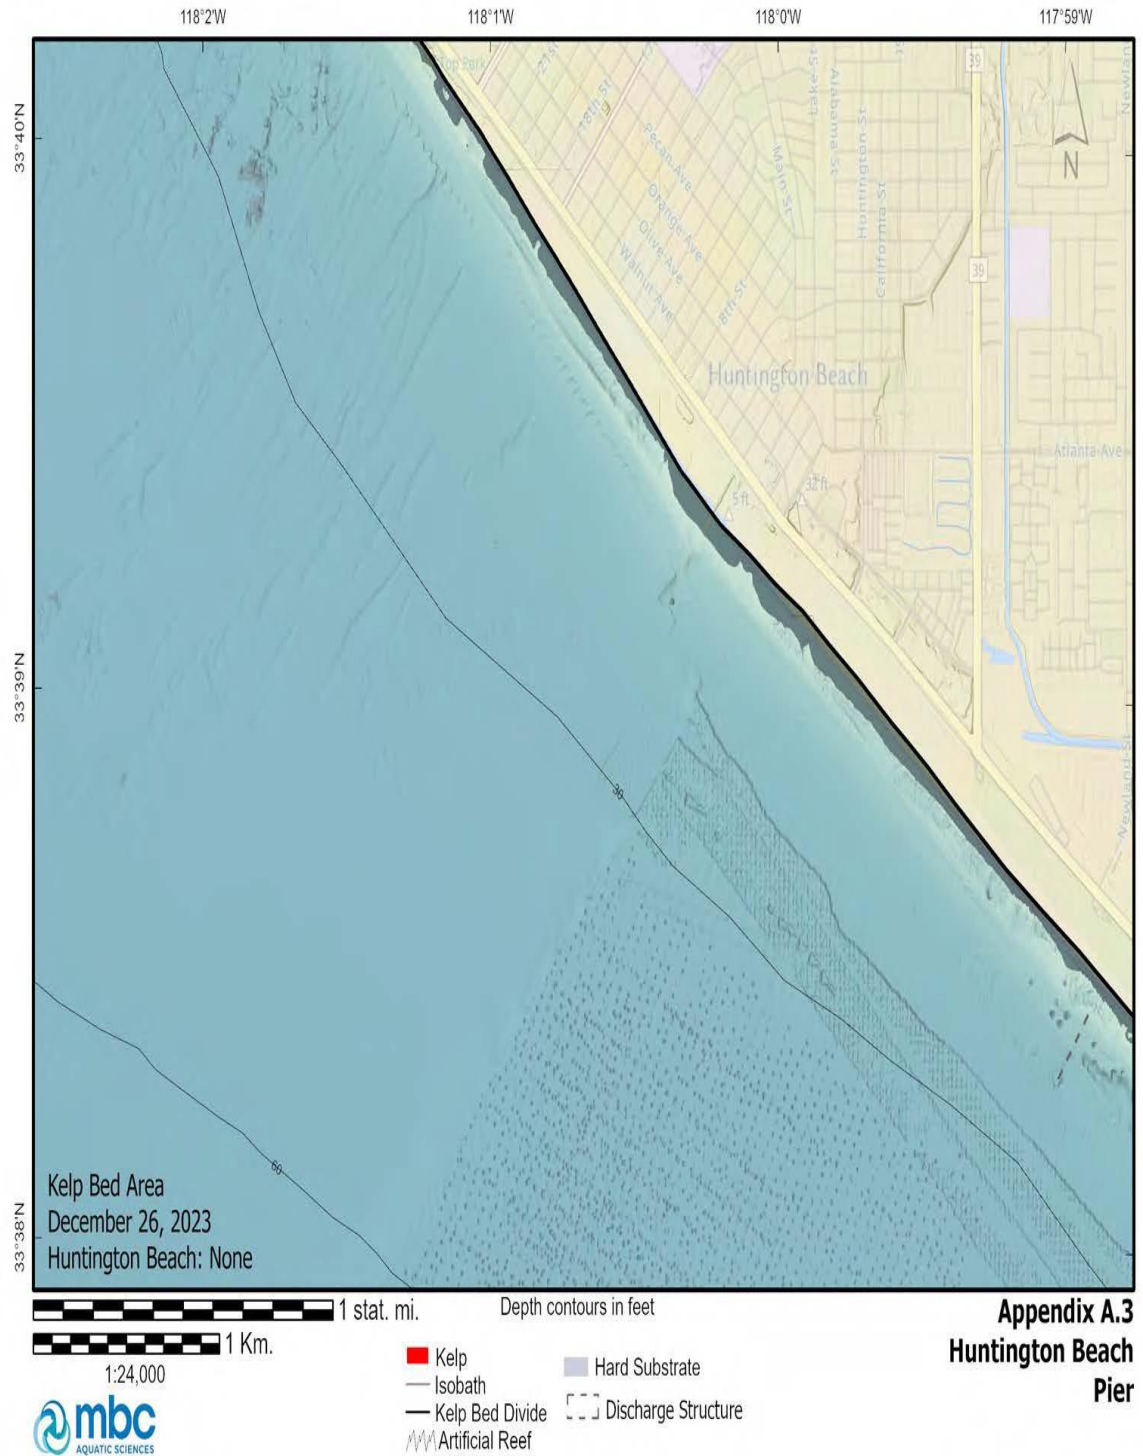 118°2'W
118°1'W
118°0'W
117°59'W
33°40'N
33°39'N
33°38'N
Top Park
21st
18th St
Pecan Ave
Orange Ave
Olive Ave
Walnut Ave
8th St
Main St
Lake St
Alabama St
Huntington St
California St
39
39
N
Huntington Beach
Atlanta Ave
5 ft
32 ft
Newland St
30
60
Kelp Bed Area
December 26, 2023
Huntington Beach: None
1 stat. mi.
Depth contours in feet
1 Km.
1:24,000
Kelp
Isobath
Kelp Bed Divide
Artificial Reef
Hard Substrate
Discharge Structure
Appendix A.3
Huntington Beach
Pier
mbc
AQUATIC SCIENCES